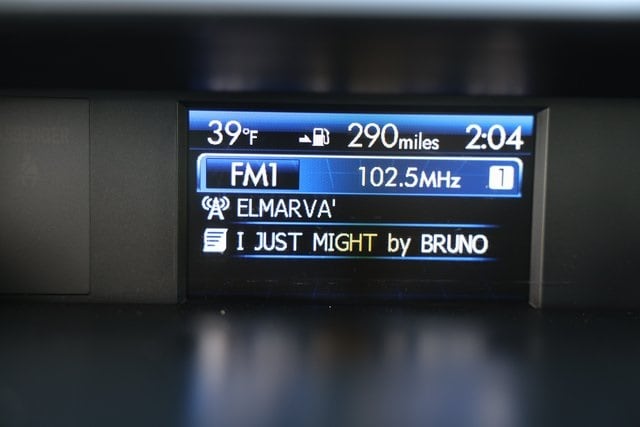 39°F 290miles 2:04
FM1 102.5MHz 1
ELMARVA'
I JUST MIGHT by BRUNO